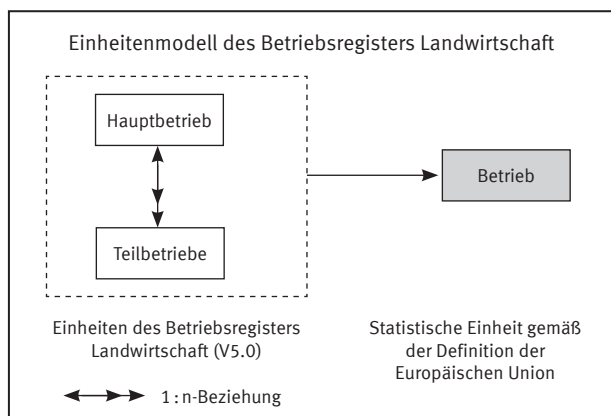 Einheitenmodell des Betriebsregisters Landwirtschaft
Hauptbetrieb
Betrieb
Teilbetriebe
Einheiten des Betriebsregisters
Landwirtschaft (V5.0)
Statistische Einheit gemäß
der Definition der
Europäischen Union
1 : n-Beziehung